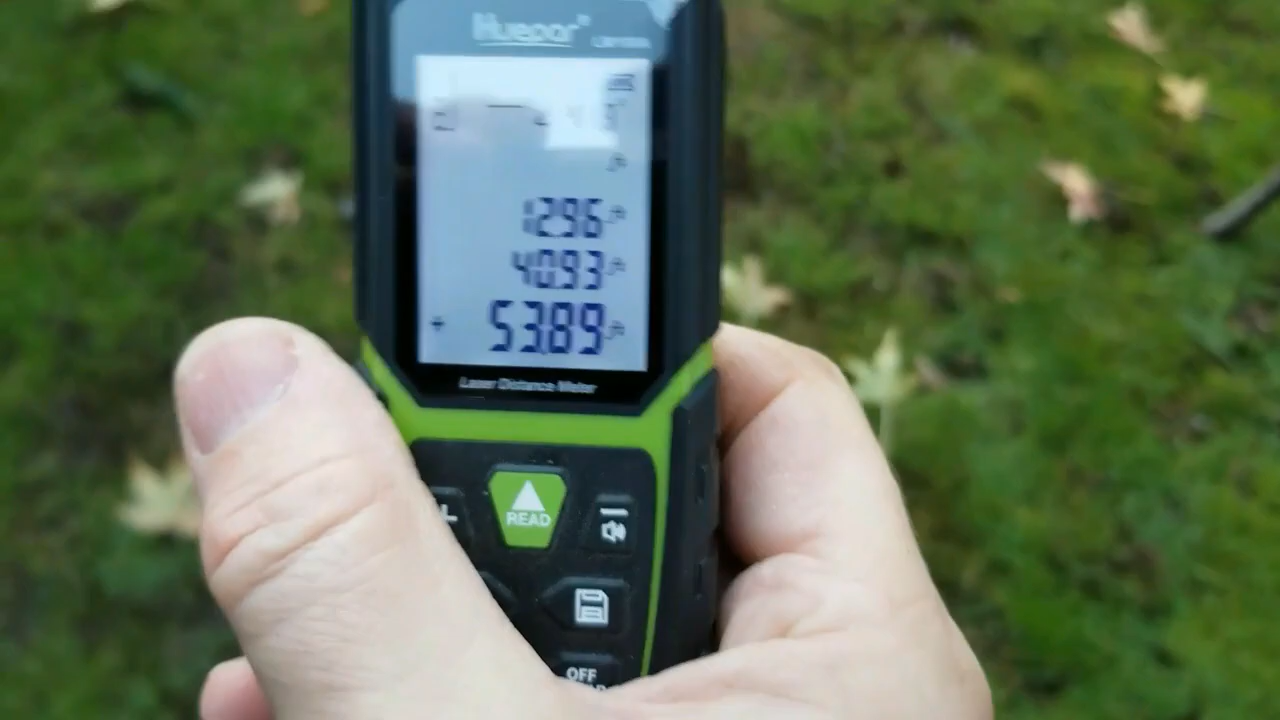 Huepar
12.96
40.93
+ 53.89
Laser Distance Meter
READ
OFF